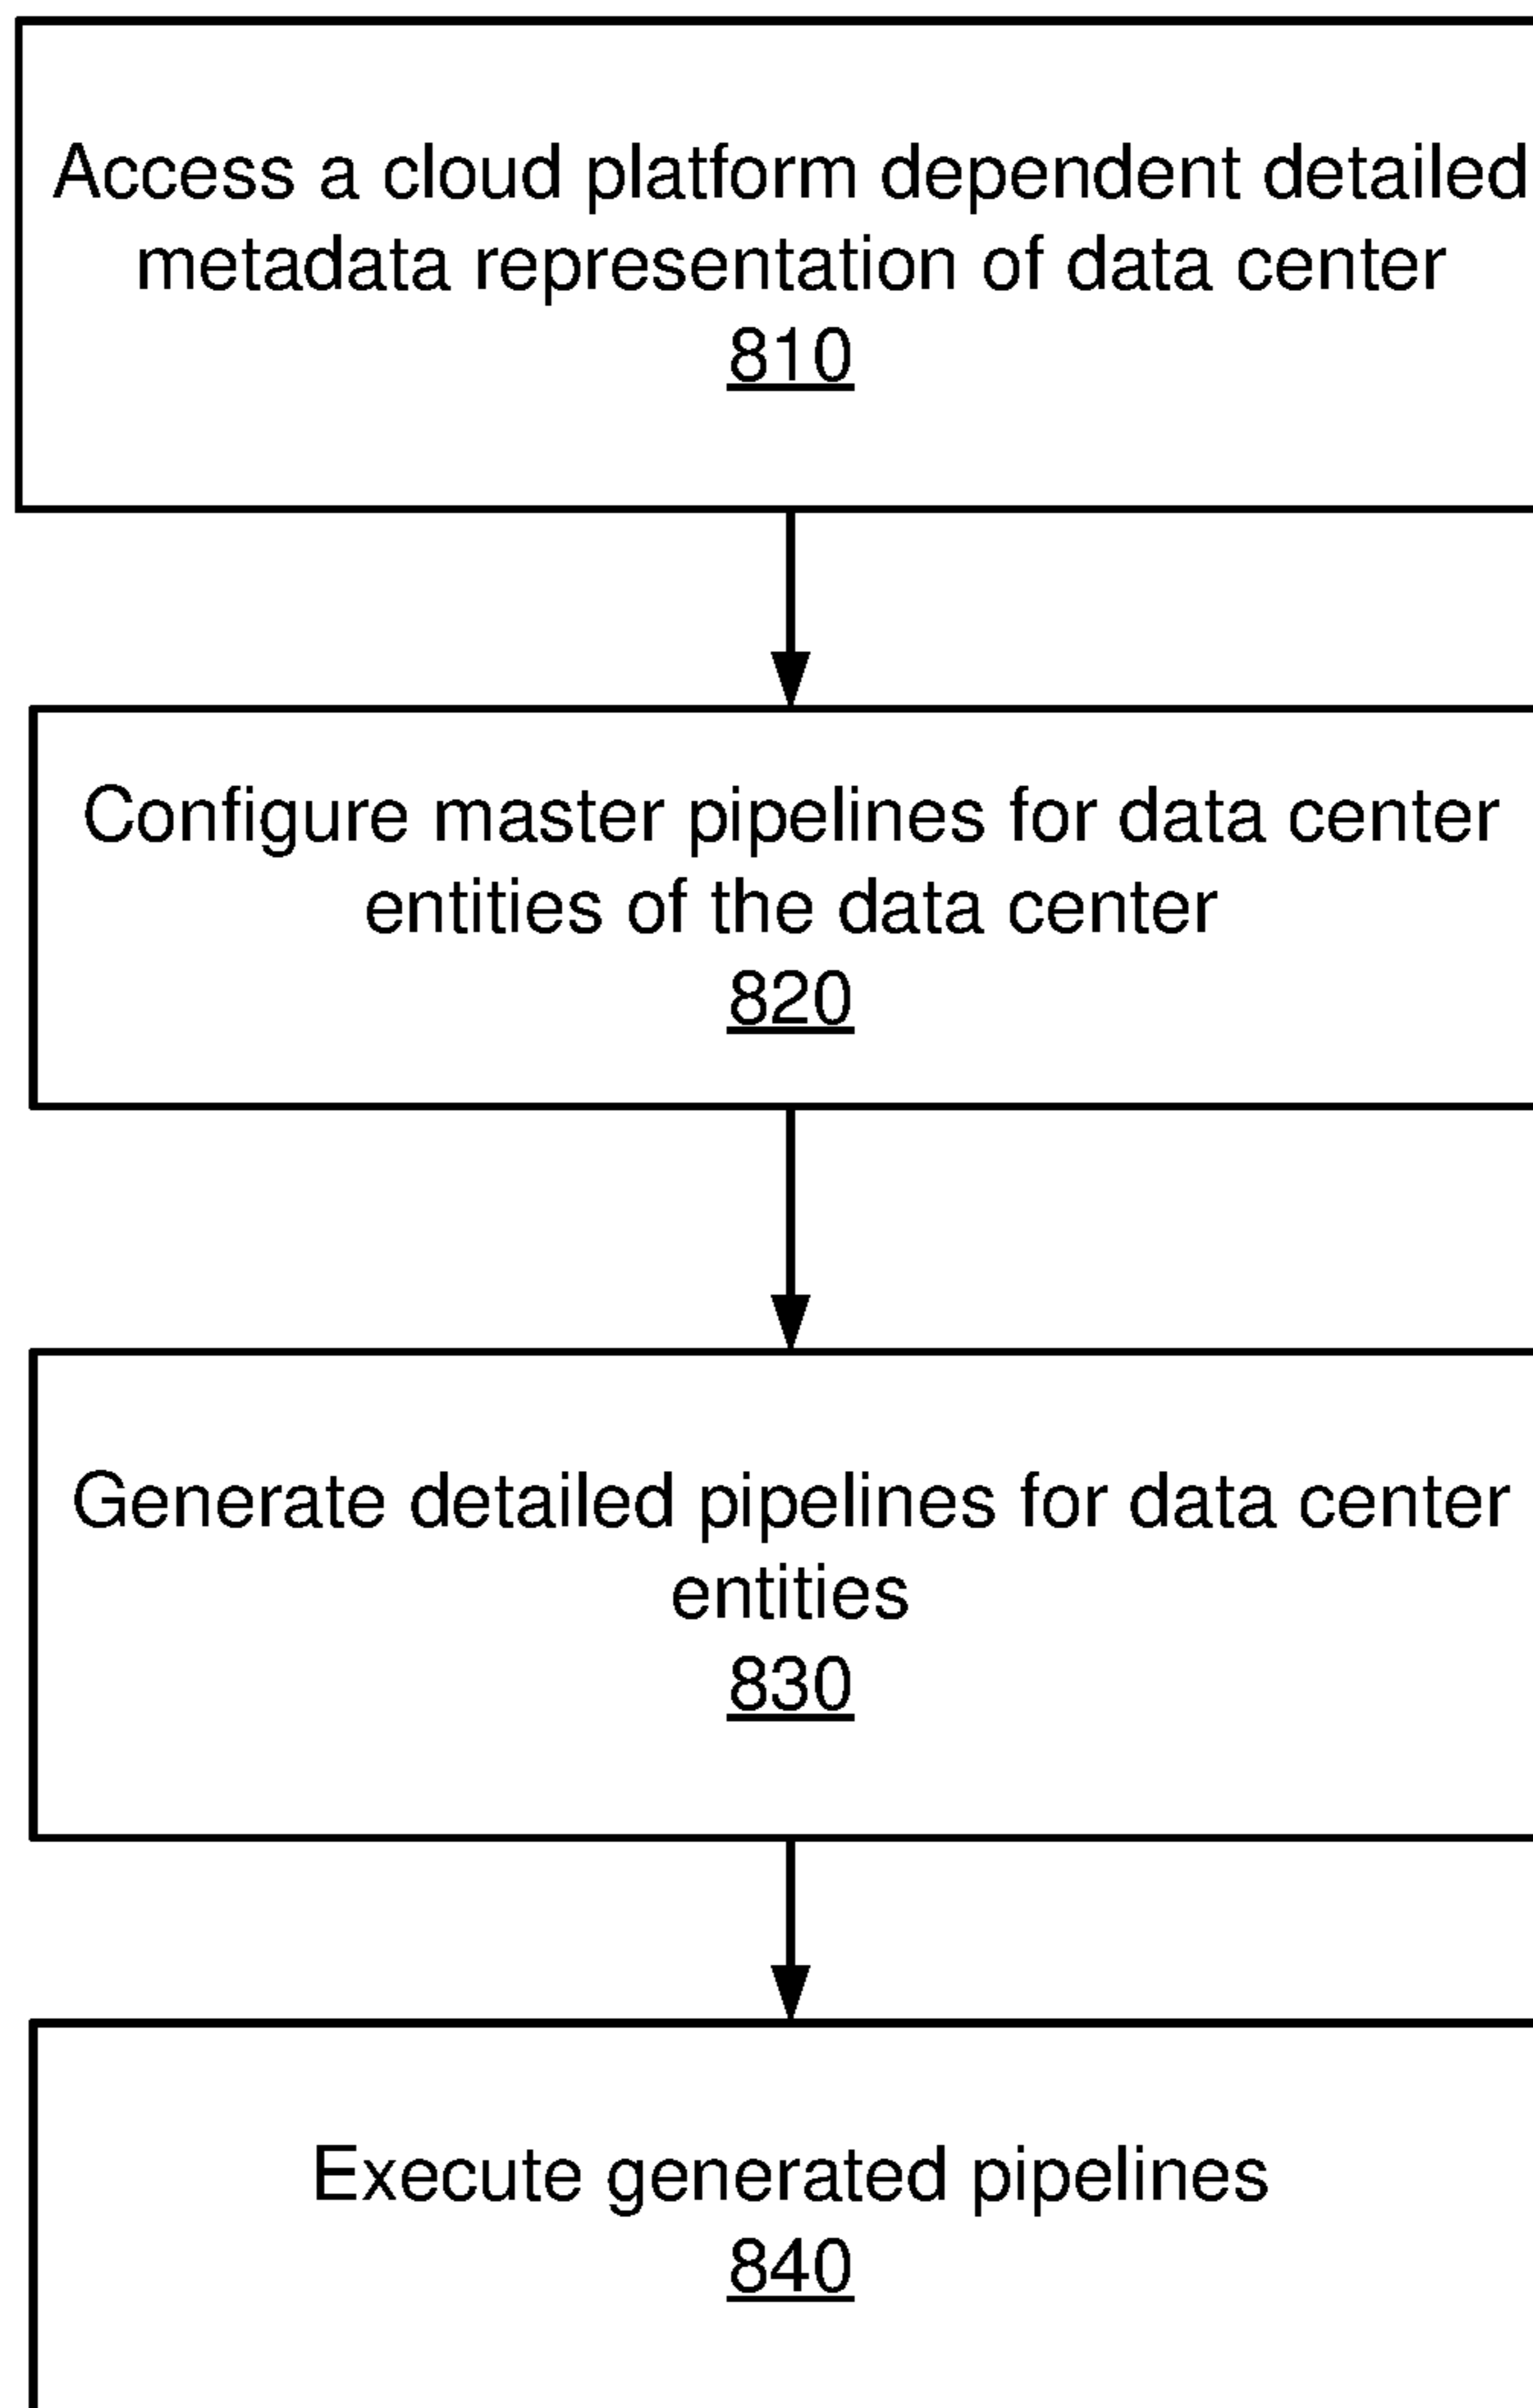 Access a cloud platform dependent detailed
metadata representation of data center
810
Configure master pipelines for data center
entities of the data center
820
Generate detailed pipelines for data center
entities
830
Execute generated pipelines
840